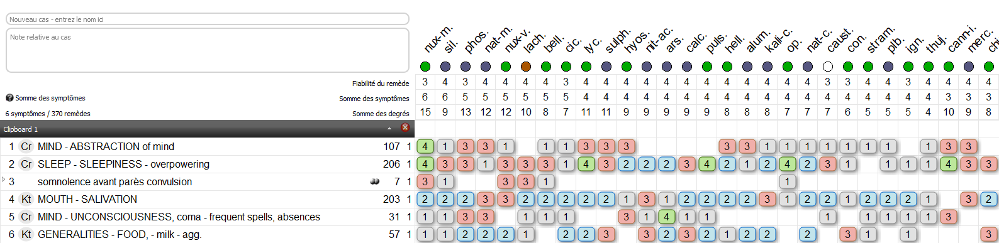 Nouveau cas - entrez le nom ici
Note relative au cas
nux-m. sil. phos. nat-m. nux-v. lach. bell. cic. lyc. sulph. hyos. nit-ac. ars. calc. puls. hell. alum. kali-c. op. nat-c. caust. con. stram. plb. ign. thuj. cann-i. merc. chi
Fiabilité du remède 3 4 3 4 4 4 4 3 4 4 4 4 4 4 4 4 4 4 4 4 3 3 4 4 3 4 4 4 4
Somme des symptômes Somme des symptômes 6 6 5 5 5 5 5 5 4 4 4 4 4 4 4 4 4 4 4 4 4 4 4 4 4 4 3 3 3
6 symptômes / 370 remèdes Somme des degrés 15 9 13 12 12 10 8 7 11 11 9 9 9 9 9 8 8 8 7 7 7 6 5 5 5 4 10 9 8
Clipboard 1
1 Cr MIND - ABSTRACTION of mind 107 1 4 1 3 3 1 1 1 3 3 3 3 3 1 1 1 1 1 1 1 1 3 3
2 Cr SLEEP - SLEEPINESS - overpowering 206 1 4 3 3 1 3 3 3 1 4 3 2 2 2 3 4 2 1 2 4 2 3 1 1 1 1 4 3 3
3 somnolence avant parès convulsion 7 1 3 1 3 3 1 1
4 Kt MOUTH - SALIVATION 203 1 2 2 2 3 3 2 2 2 2 2 1 3 1 2 2 2 2 3 1 2 2 1 2 2 2 1 3 2
5 Cr MIND - UNCONSCIOUSNESS, coma - frequent spells, absences 31 1 1 1 3 3 1 1 1 3 1 4 1 1 1 1 1 1 1 3
6 Kt GENERALITIES - FOOD, - milk - agg. 57 1 1 1 2 2 2 1 2 2 3 3 2 3 2 1 2 2 2 3 1 1 3